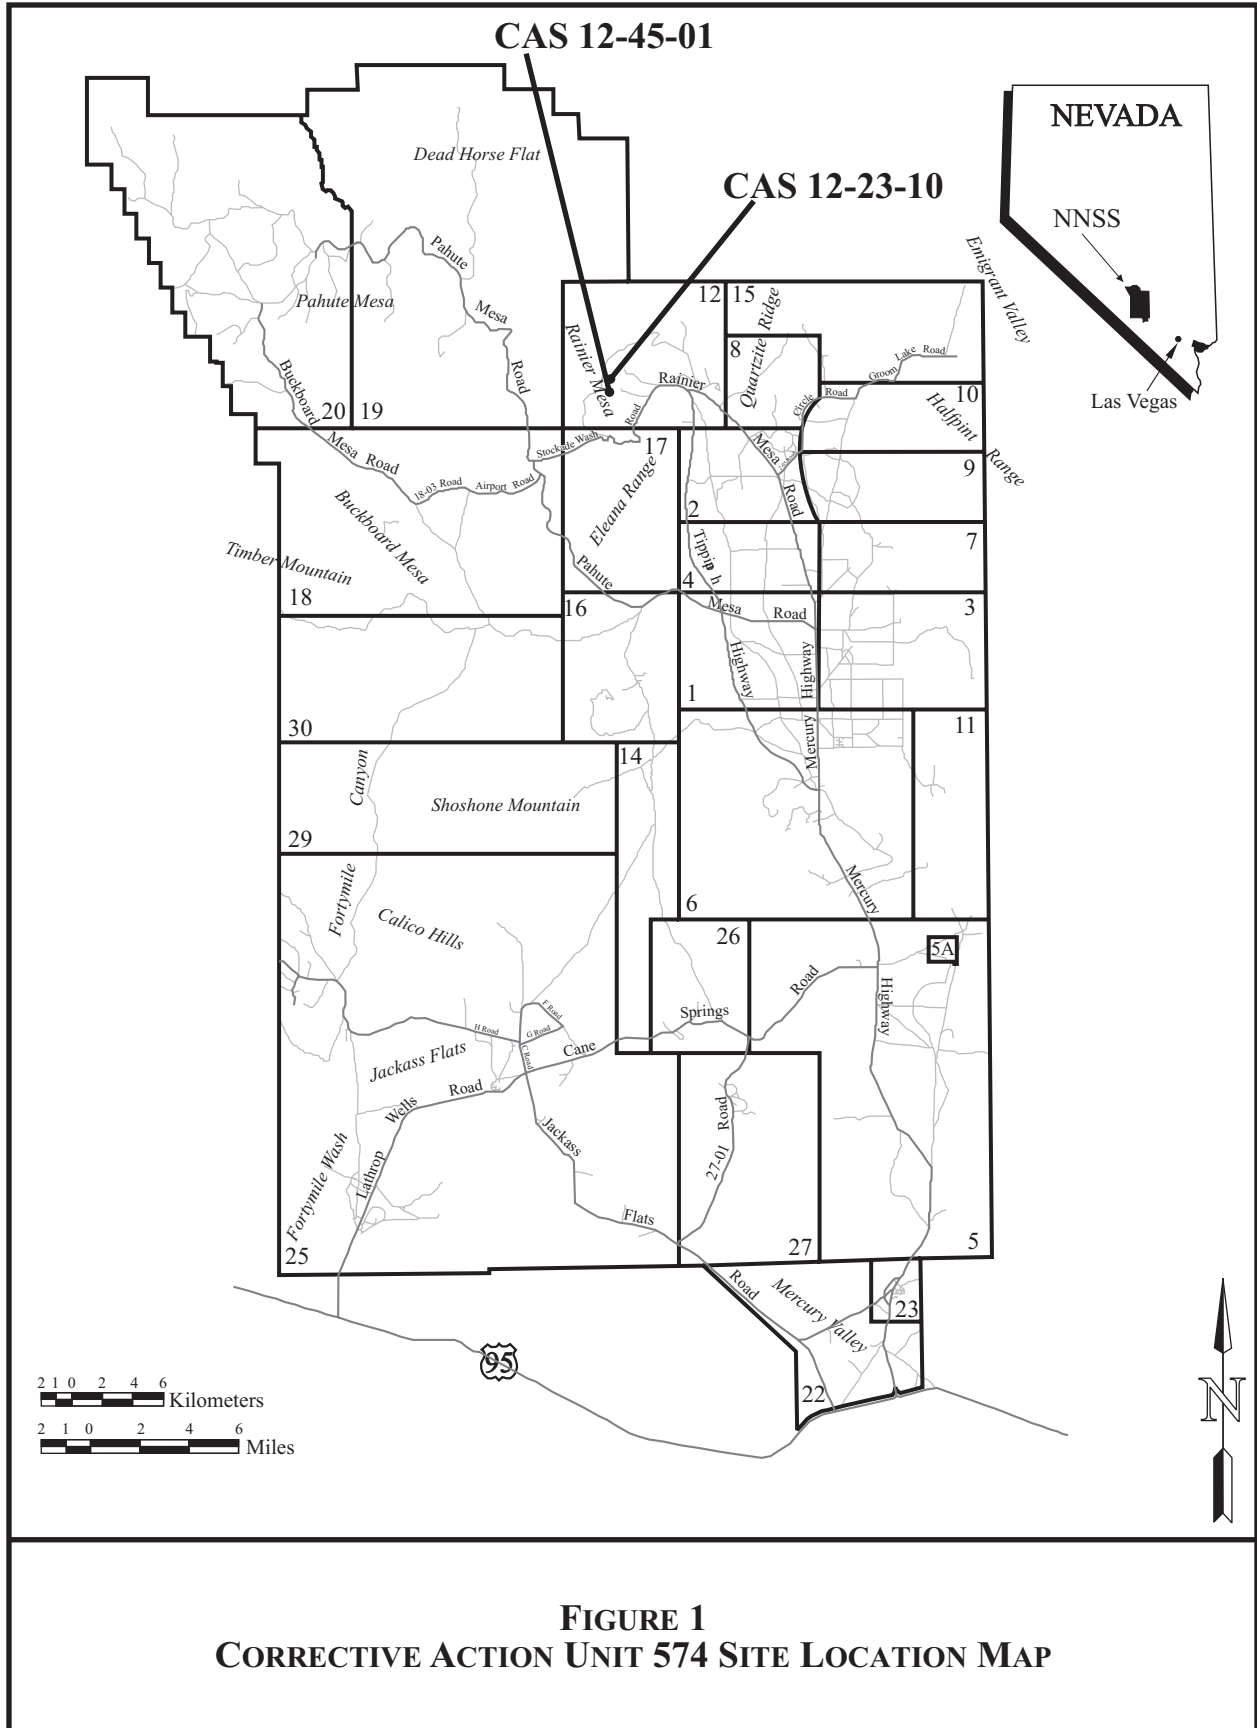 CAS 12-45-01
NEVADA
Dead Horse Flat
CAS 12-23-10
NNSS
Emigrant Valley
Pahute
Mesa
Road
Pahute Mesa
12
15
Quartzite Ridge
Rainier Mesa
8
Groom
Lake
Road
Las Vegas
Rainier
Circle
Road
10
Halfpint
Range
Buckboard
Mesa Road
20
19
Stockade Wash
Road
17
Mesa
Road
9
18-03 Road
Airport
Road
Eleana Range
Buckboard Mesa
2
Timber Mountain
Tippip h
7
Pahute
4
18
16
Mesa
Road
3
Highway
Highway
1
Mercury
30
11
14
Canyon
Shoshone Mountain
29
Fortymile
Mercury
Calico Hills
6
26
5A
Road
Highway
Springs
F Road
H Road
G Road
C Road
Cane
Jackass Flats
Road
Wells
Road
27-01
Jackass
Fortymile Wash
Lathrop
Flats
25
27
5
Road
Mercury Valley
23
95
22
2 1 0 2 4 6
Kilometers
2 1 0 2 4 6
Miles
N
FIGURE 1
CORRECTIVE ACTION UNIT 574 SITE LOCATION MAP